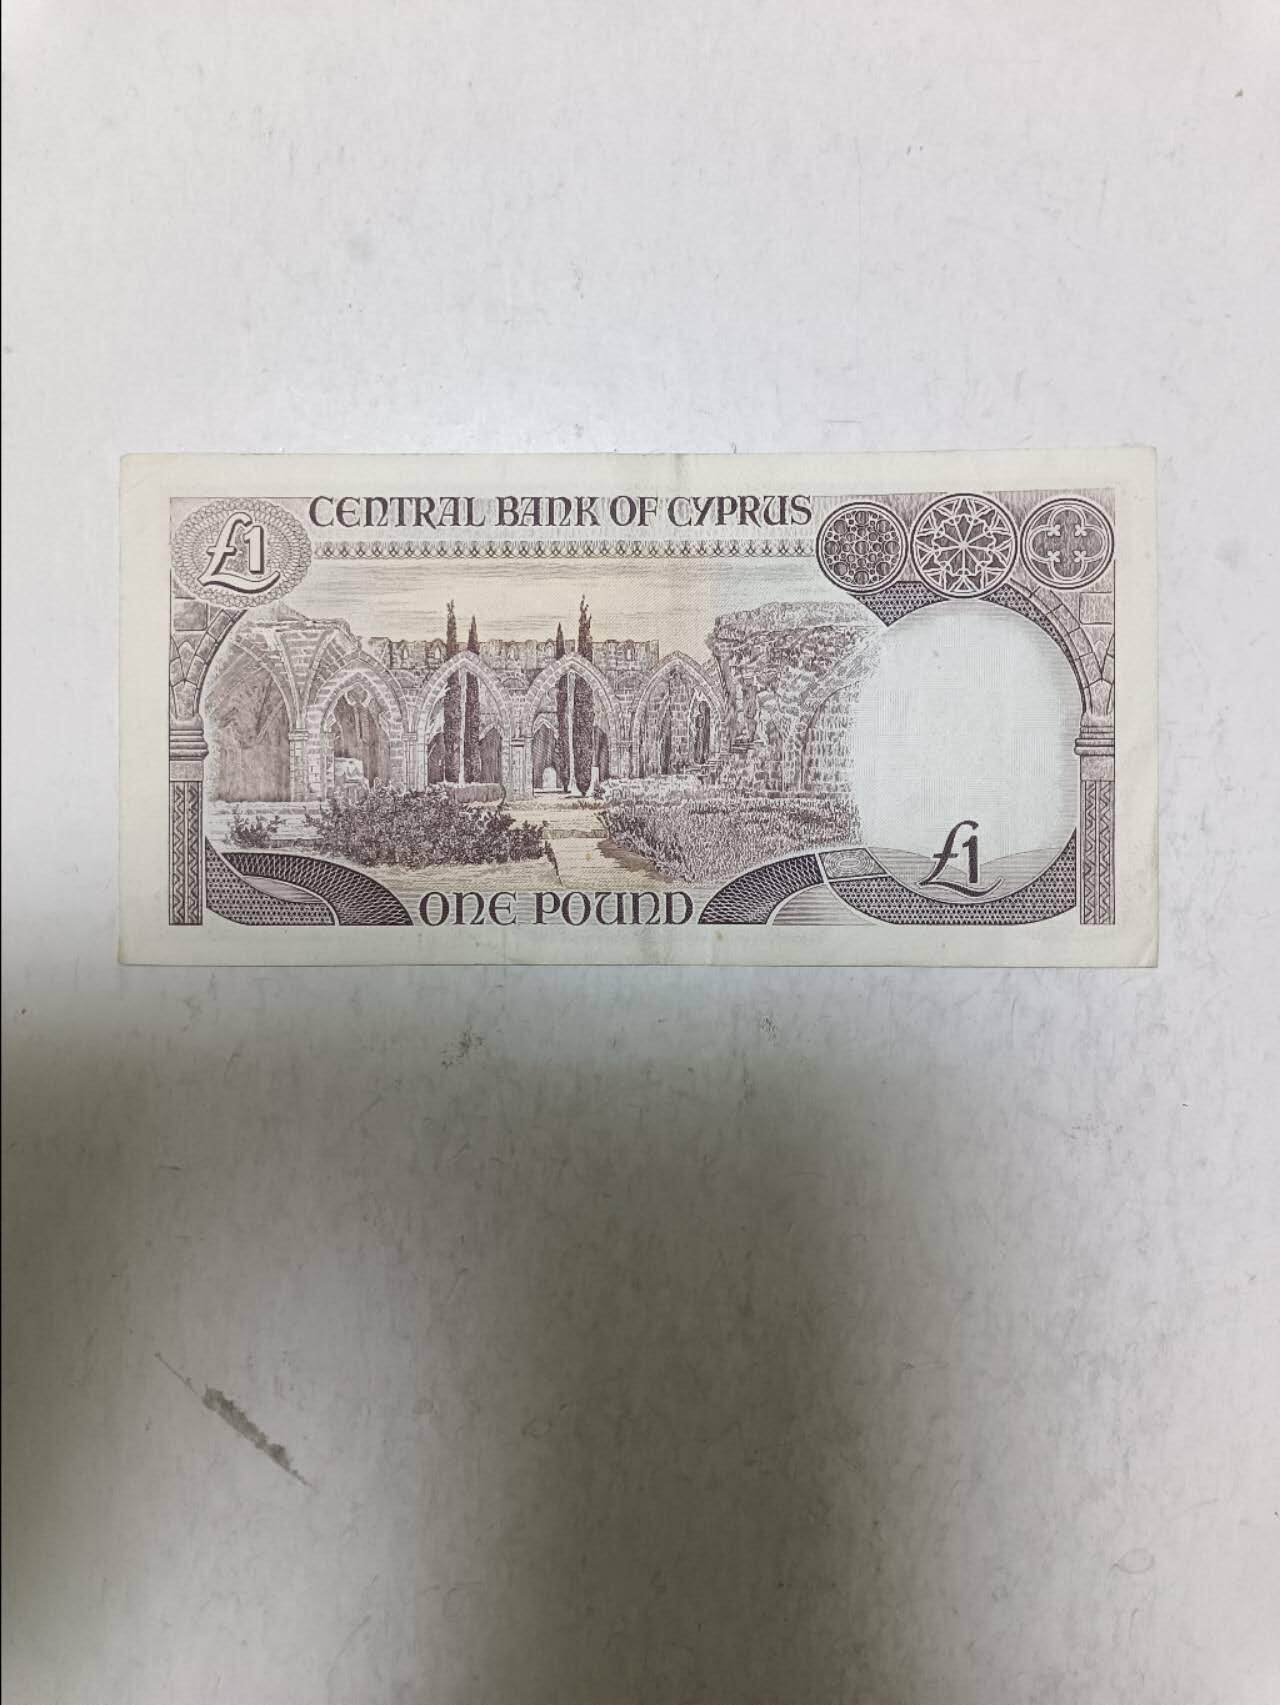 £1
CENTRAL BANK OF CYPRUS
£1
ONE POUND